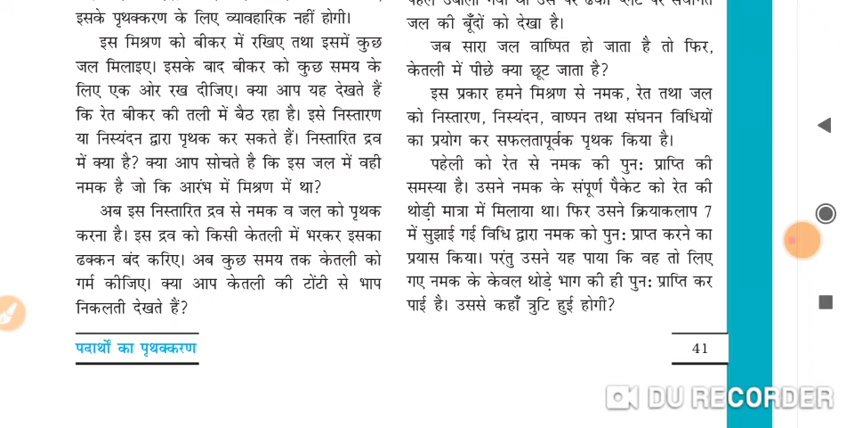 इसके पृथक्करण के लिए व्यावहारिक नहीं होगी।
इस मिश्रण को बीकर में रखिए तथा इसमें कुछ
जल मिलाइए। इसके बाद बीकर को कुछ समय के
लिए एक ओर रख दीजिए। क्या आप यह देखते हैं
कि रेत बीकर की तली में बैठ रहा है। इसे निस्तारण
या निस्यंदन द्वारा पृथक कर सकते हैं। निस्तारित द्रव
में क्या है? क्या आप सोचते है कि इस जल में वही
नमक है जो कि आरंभ में मिश्रण में था?
अब इस निस्तारित द्रव से नमक व जल को पृथक
करना है। इस द्रव को किसी केतली में भरकर इसका
ढक्कन बंद करिए। अब कुछ समय तक केतली को
गर्म कीजिए। क्या आप केतली की टोंटी से भाप
निकलती देखते हैं?
जल की बूँदों को देखा है।
जब सारा जल वाष्पित हो जाता है तो फिर,
केतली में पीछे क्या छूट जाता है?
इस प्रकार हमने मिश्रण से नमक, रेत तथा जल
को निस्तारण, निस्यंदन, वाष्पन तथा संघनन विधियों
का प्रयोग कर सफलतापूर्वक पृथक किया है।
पहेली को रेत से नमक की पुन: प्राप्ति की
समस्या है। उसने नमक के संपूर्ण पैकेट को रेत की
थोड़ी मात्रा में मिलाया था। फिर उसने क्रियाकलाप 7
में सुझाई गई विधि द्वारा नमक को पुन: प्राप्त करने का
प्रयास किया। परंतु उसने यह पाया कि वह तो लिए
गए नमक के केवल थोड़े भाग की ही पुन: प्राप्ति कर
पाई है। उससे कहाँ त्रुटि हुई होगी?
पदार्थों का पृथक्करण
41
DU RECORDER